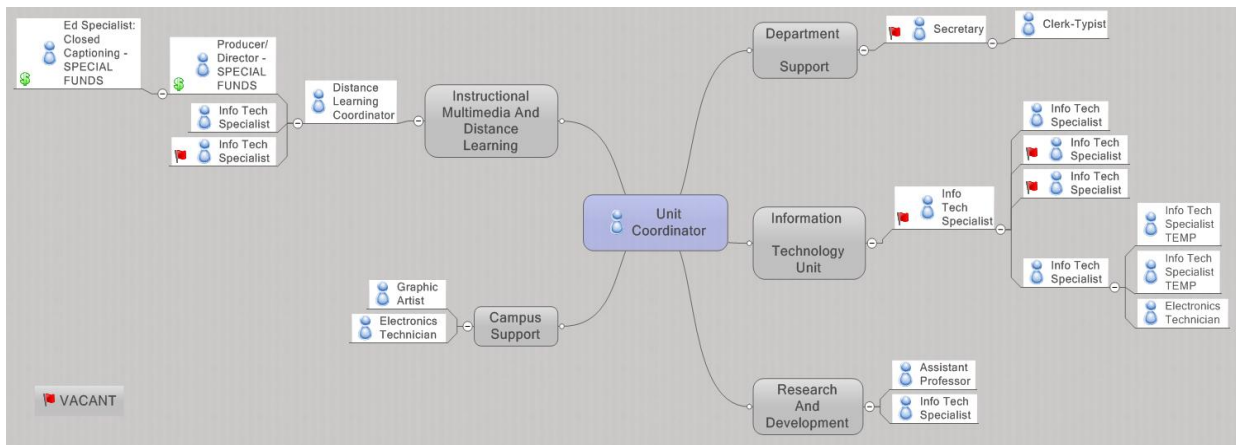 Ed Specialist:
Closed
Captioning -
SPECIAL
FUNDS
Producer/
Director -
SPECIAL
FUNDS
Info Tech
Specialist
Info Tech
Specialist
Distance
Learning
Coordinator
Instructional
Multimedia And
Distance
Learning
Graphic
Artist
Electronics
Technician
Campus
Support
Unit
Coordinator
Department
Support
Secretary
Clerk-Typist
Information
Technology
Unit
Info
Tech
Specialist
Info Tech
Specialist
Info Tech
Specialist
Info Tech
Specialist
Info Tech
Specialist
Info Tech
Specialist
TEMP
Info Tech
Specialist
TEMP
Electronics
Technician
Research
And
Development
Assistant
Professor
Info Tech
Specialist
VACANT